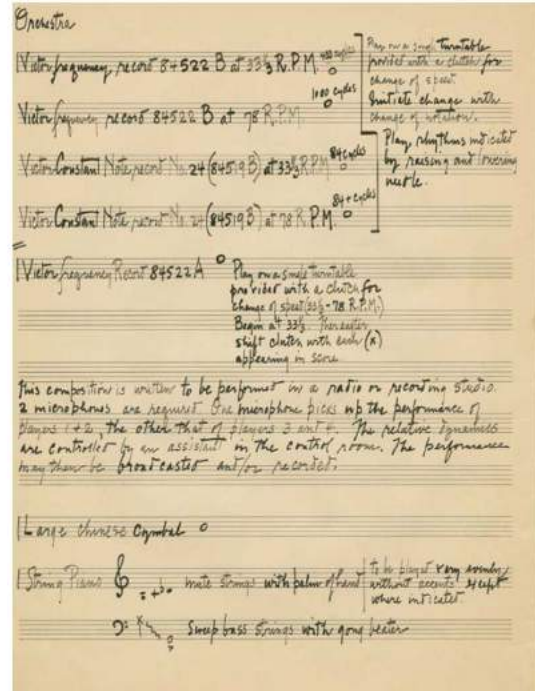 Orchestra
Victor frequency record 84522 B at 33⅓ R.P.M.
Play on a single turntable
provided with a clutch for
change of speed.
Initiate change with
change of notation.
1000 cycles
Victor frequency record 84522 B at 78 R.P.M.
Play rhythms indicated
by raising and lowering
needle.
84 cycles
Victor Constant Note record No. 24 (84519 B) at 33⅓ R.P.M.
Victor Constant Note record No. 24 (84519 B) at 78 R.P.M.
Victor frequency Record 84522 A
Play on a single turntable
provided with a clutch for
change of speed (33⅓-78 R.P.M.)
Begin at 33⅓. Thereafter
shift clutch with each (x)
appearing in score
This composition is written to be performed in a radio or recording studio.
2 microphones are required. One microphone picks up the performance of
players 1 + 2, the other that of players 3 and 4. The relative dynamics
are controlled by an assistant in the control room. The performance
may then be broadcasted and/or recorded.
Large Chinese Cymbal
String Piano
mute strings with palm of hand
to be played very evenly
without accents except
where indicated.
Sweep bass strings with gong beater